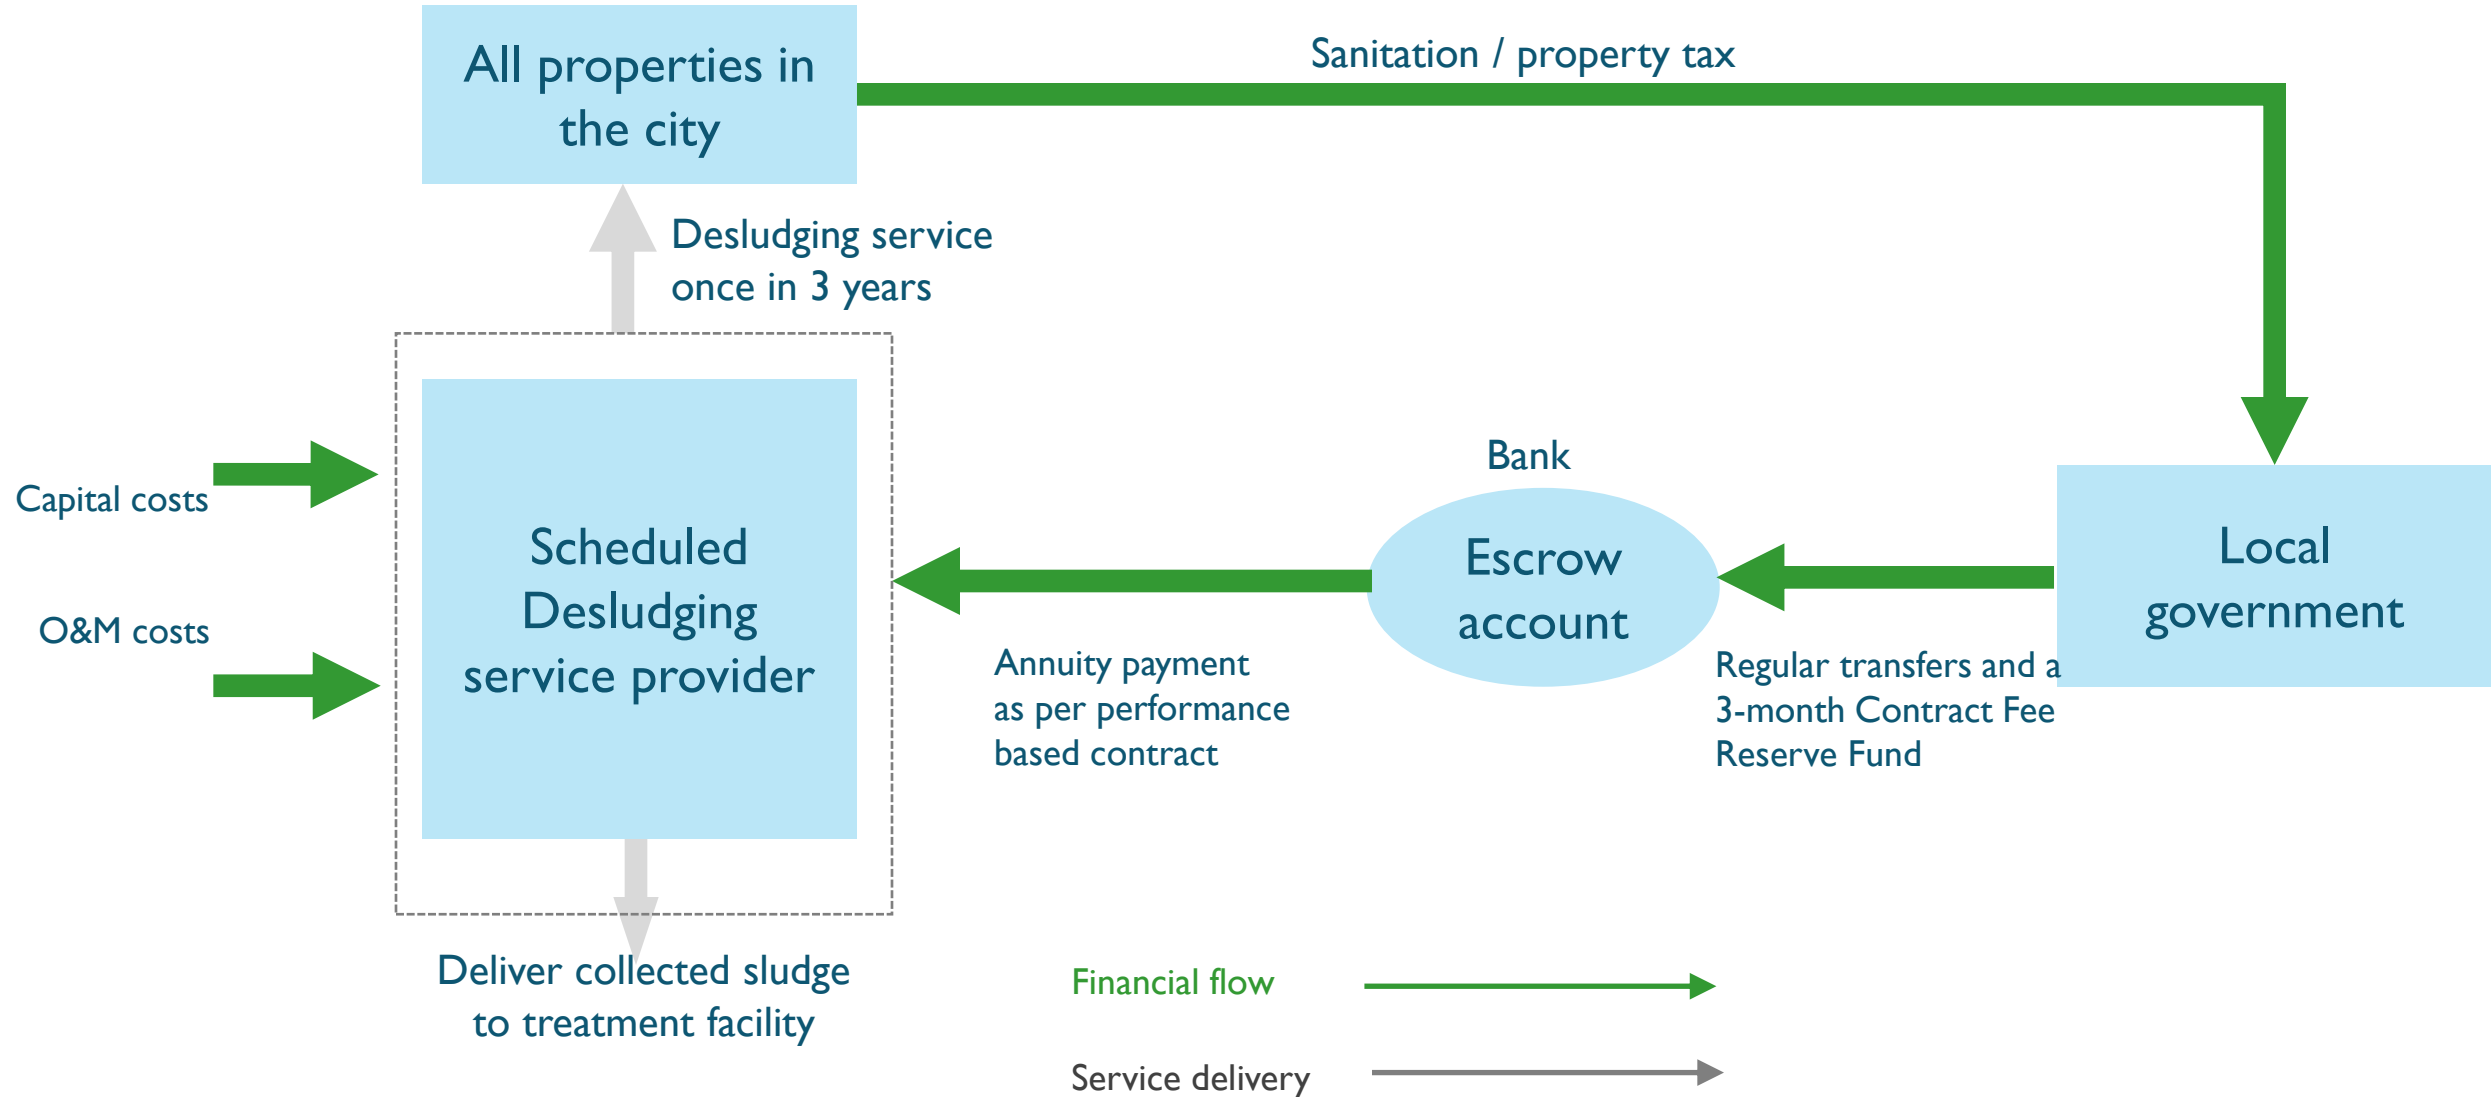 All properties in
the city
Sanitation / property tax
Desludging service
once in 3 years
Capital costs
O&M costs
Scheduled
Desludging
service provider
Annuity payment
as per performance
based contract
Bank
Escrow
account
Regular transfers and a
3-month Contract Fee
Reserve Fund
Local
government
Deliver collected sludge
to treatment facility
Financial flow
Service delivery